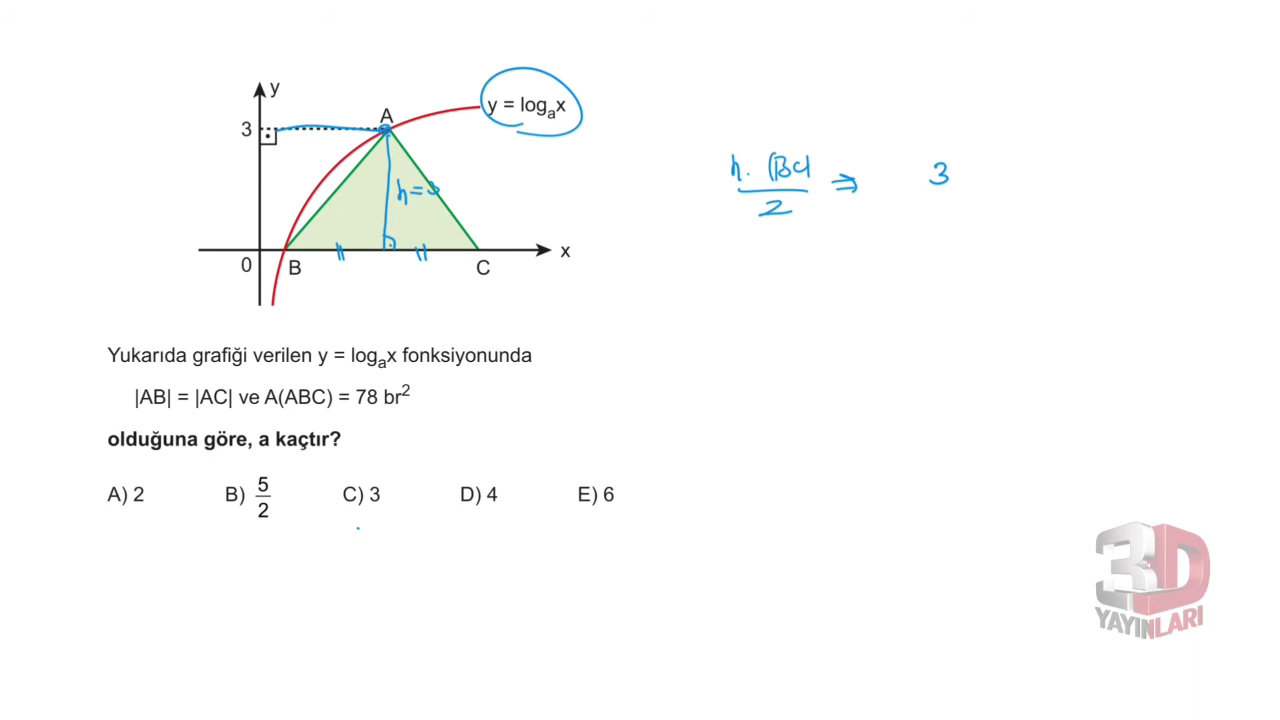 y
y = logₐx
A
3
h = 3
h. |BC|
2
⇒ 3
x
0
B
C
Yukarıda grafiği verilen y = logₐx fonksiyonunda
|AB| = |AC| ve A(ABC) = 78 br²
olduğuna göre, a kaçtır?
A) 2 B) 5/2 C) 3 D) 4 E) 6
3D
YAYINLARI